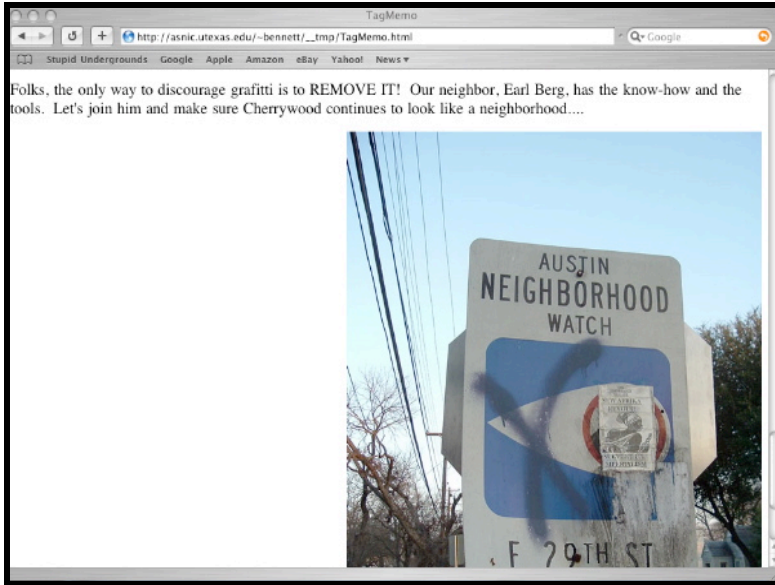 TagMemo
http://asnic.utexas.edu/~bennett/__tmp/TagMemo.html
Google
Stupid Undergrounds Google Apple Amazon eBay Yahoo! News
Folks, the only way to discourage grafitti is to REMOVE IT! Our neighbor, Earl Berg, has the know-how and the
tools. Let's join him and make sure Cherrywood continues to look like a neighborhood....
AUSTIN
NEIGHBORHOOD
WATCH
E 29TH ST